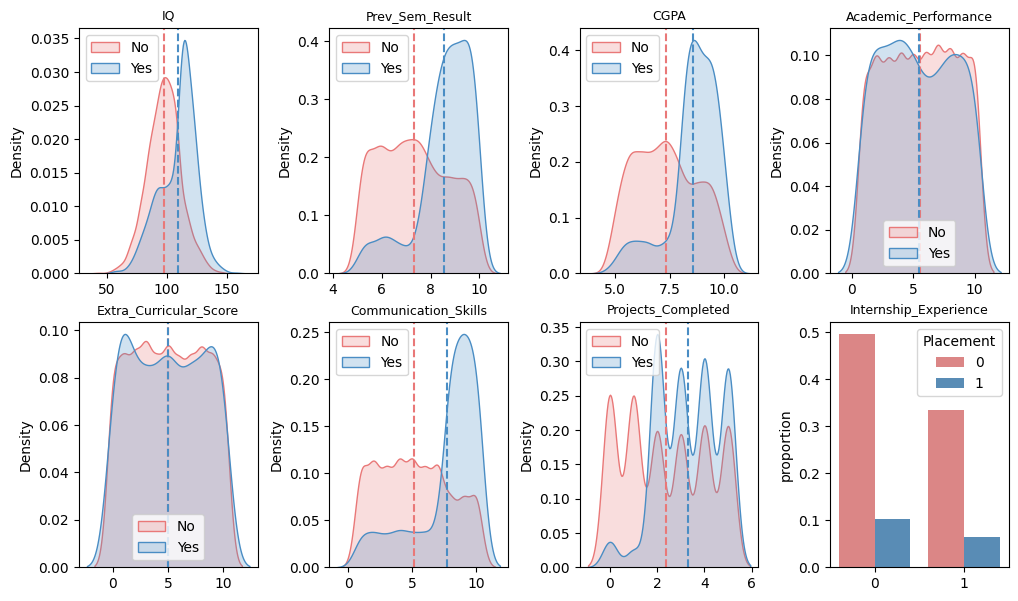 IQ
Density
0.035
0.030
0.025
0.020
0.015
0.010
0.005
0.000
50 100 150
No
Yes
Prev_Sem_Result
Density
0.4
0.3
0.2
0.1
0.0
4 6 8 10
No
Yes
CGPA
Density
0.4
0.3
0.2
0.1
0.0
5.0 7.5 10.0
No
Yes
Academic_Performance
Density
0.10
0.08
0.06
0.04
0.02
0.00
0 5 10
No
Yes
Extra_Curricular_Score
Density
0.10
0.08
0.06
0.04
0.02
0.00
0 5 10
No
Yes
Communication_Skills
Density
0.25
0.20
0.15
0.10
0.05
0.00
0 5 10
No
Yes
Projects_Completed
Density
0.35
0.30
0.25
0.20
0.15
0.10
0.05
0.00
0 2 4 6
No
Yes
Internship_Experience
proportion
0.5
0.4
0.3
0.2
0.1
0.0
0 1
Placement
0
1